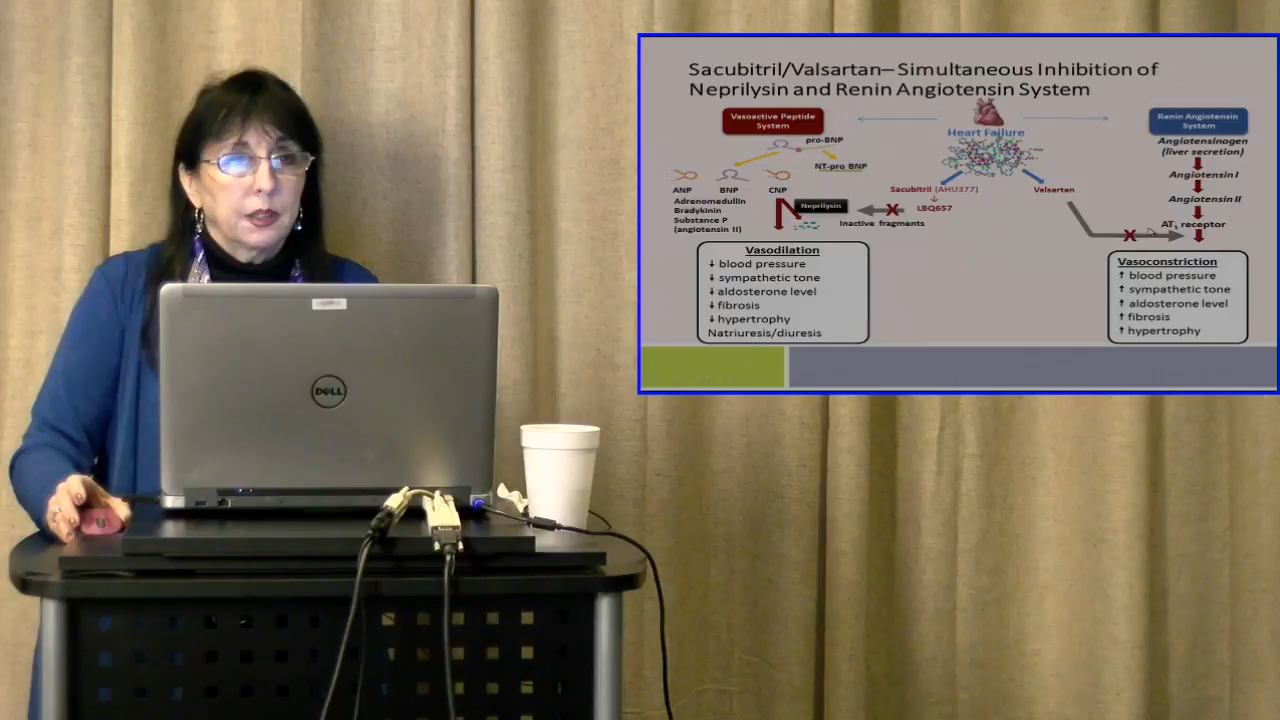 Sacubitril/Valsartan– Simultaneous Inhibition of
Neprilysin and Renin Angiotensin System
Vasoactive Peptide
System
pro-BNP
NT-pro BNP
ANP BNP CNP
Adrenomedullin
Bradykinin
Substance P
(angiotensin II)
Neprilysin
Inactive fragments
Heart Failure
Sacubitril (AHU377)
LBQ657
X
Valsartan
X
Renin Angiotensin
System
Angiotensinogen
(liver secretion)
Angiotensin I
Angiotensin II
AT₁ receptor
Vasodilation
↓ blood pressure
↓ sympathetic tone
↓ aldosterone level
↓ fibrosis
↓ hypertrophy
Natriuresis/diuresis
Vasoconstriction
↑ blood pressure
↑ sympathetic tone
↑ aldosterone level
↑ fibrosis
↑ hypertrophy
DELL